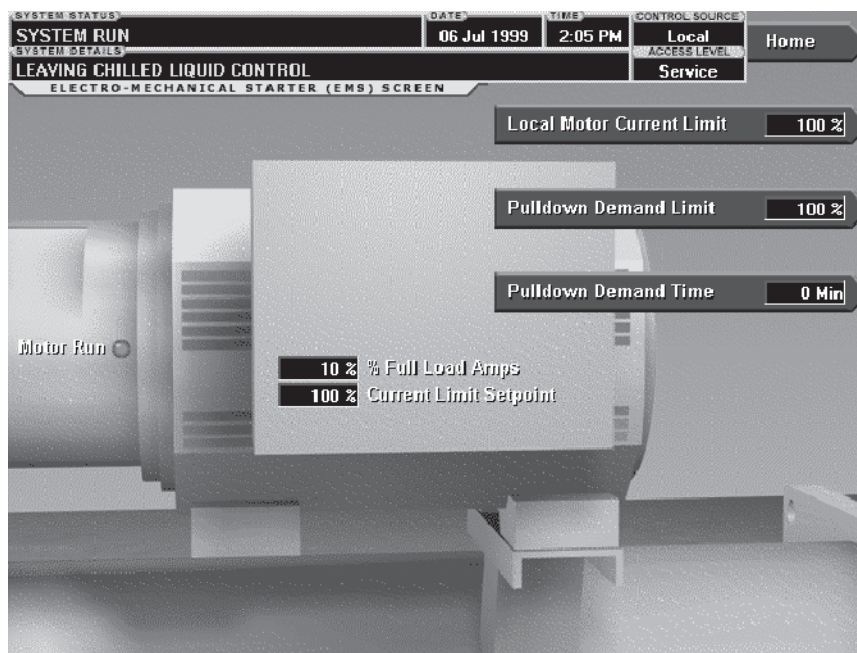 SYSTEM STATUS
SYSTEM RUN
DATE
06 Jul 1999
TIME
2:05 PM
CONTROL SOURCE
Local
Home
SYSTEM DETAILS
LEAVING CHILLED LIQUID CONTROL
ACCESS LEVEL
Service
ELECTRO-MECHANICAL STARTER (EMS) SCREEN
Local Motor Current Limit 100 %
Pulldown Demand Limit 100 %
Pulldown Demand Time 0 Min
Motor Run
10 % % Full Load Amps
100 % Current Limit Setpoint